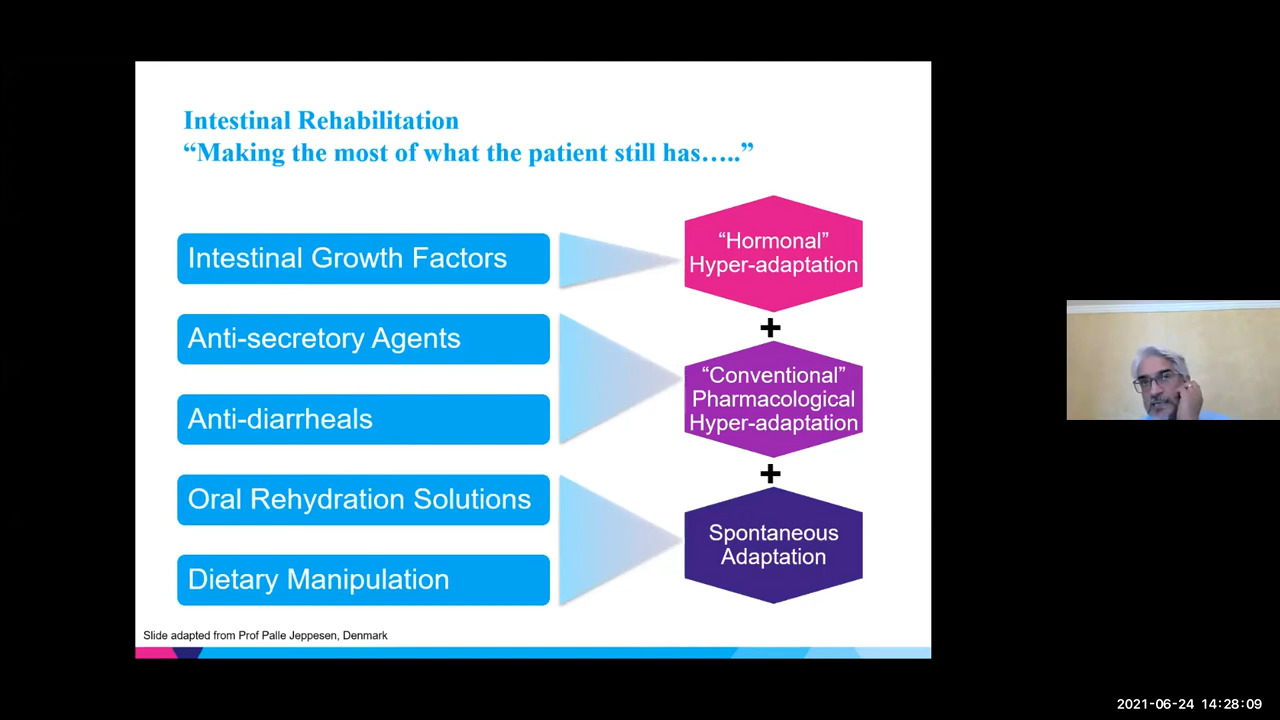 Intestinal Rehabilitation
“Making the most of what the patient still has…..”
Intestinal Growth Factors
“Hormonal”
Hyper-adaptation
+
Anti-secretory Agents
Anti-diarrheals
“Conventional”
Pharmacological
Hyper-adaptation
+
Oral Rehydration Solutions
Dietary Manipulation
Spontaneous
Adaptation
Slide adapted from Prof Palle Jeppesen, Denmark
2021-06-24 14:28:09